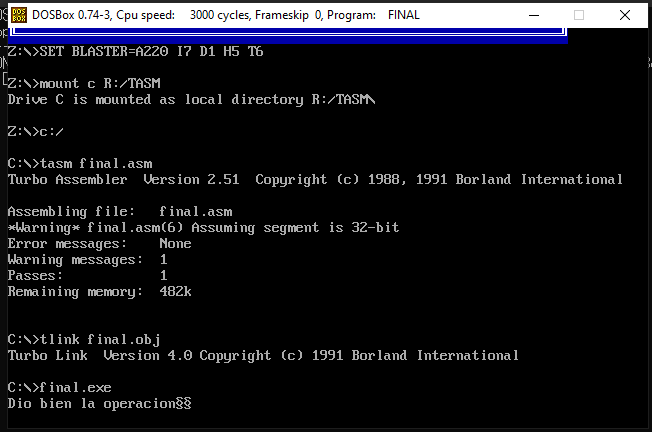 DOSBox 0.74-3, Cpu speed: 3000 cycles, Frameskip 0, Program: FINAL
Z:\>SET BLASTER=A220 I7 D1 H5 T6
Z:\>mount c R:/TASM
Drive C is mounted as local directory R:/TASM\
Z:\>c:/
C:\>tasm final.asm
Turbo Assembler Version 2.51 Copyright (c) 1988, 1991 Borland International
Assembling file: final.asm
*Warning* final.asm(6) Assuming segment is 32-bit
Error messages: None
Warning messages: 1
Passes: 1
Remaining memory: 482k
C:\>tlink final.obj
Turbo Link Version 4.0 Copyright (c) 1991 Borland International
C:\>final.exe
Dio bien la operacion§§